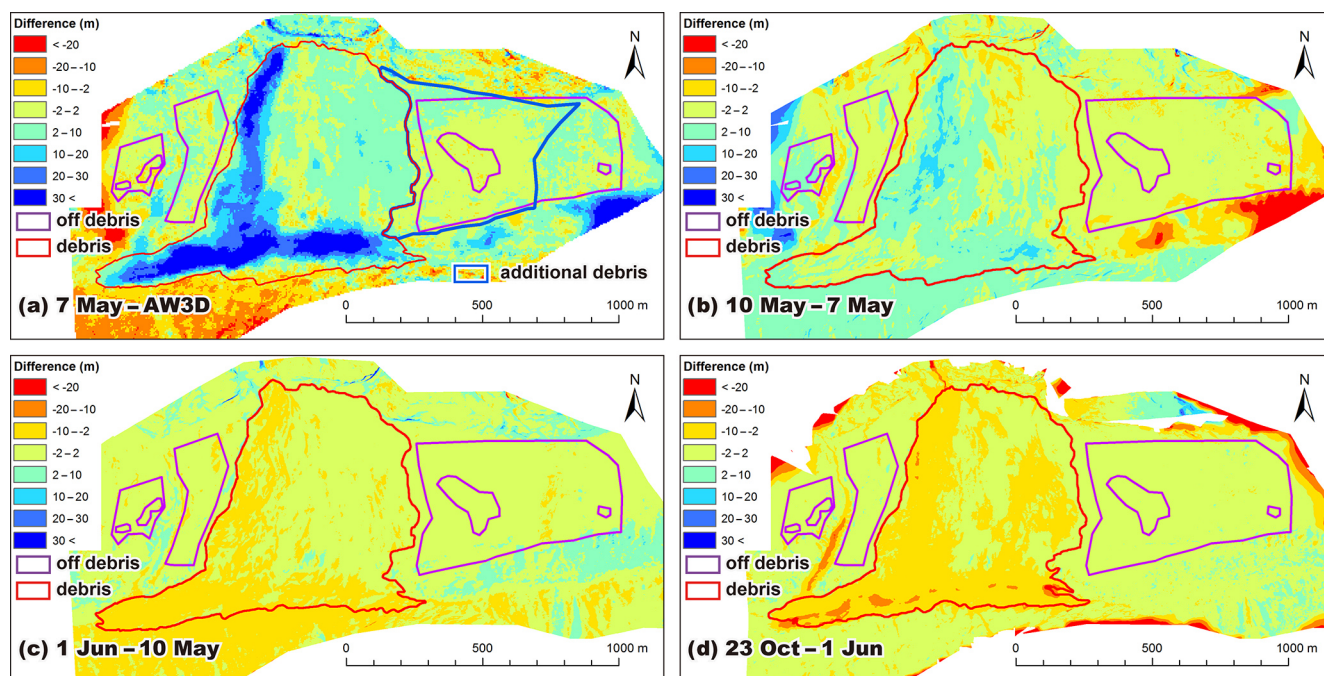 Difference (m)
< -20
-20 – -10
-10 – -2
-2 – 2
2 – 10
10 – 20
20 – 30
30 <
off debris
debris
N
additional debris
(a) 7 May – AW3D
0 500 1000 m
Difference (m)
< -20
-20 – -10
-10 – -2
-2 – 2
2 – 10
10 – 20
20 – 30
30 <
off debris
debris
N
(b) 10 May – 7 May
0 500 1000 m
Difference (m)
< -20
-20 – -10
-10 – -2
-2 – 2
2 – 10
10 – 20
20 – 30
30 <
off debris
debris
N
(c) 1 Jun – 10 May
0 500 1000 m
Difference (m)
< -20
-20 – -10
-10 – -2
-2 – 2
2 – 10
10 – 20
20 – 30
30 <
off debris
debris
N
(d) 23 Oct – 1 Jun
0 500 1000 m